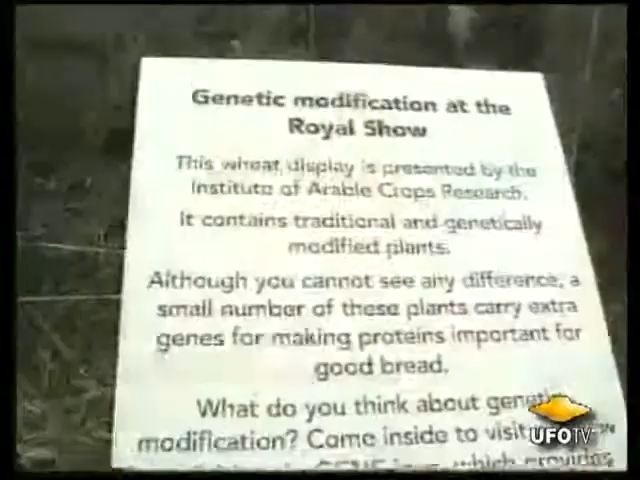 Genetic modification at the
Royal Show
This wheat display is presented by the
Institute of Arable Crops Research.
It contains traditional and genetically
modified plants.
Although you cannot see any difference, a
small number of these plants carry extra
genes for making proteins important for
good bread.
What do you think about genetic
modification? Come inside to visit
which provides
UFOTV